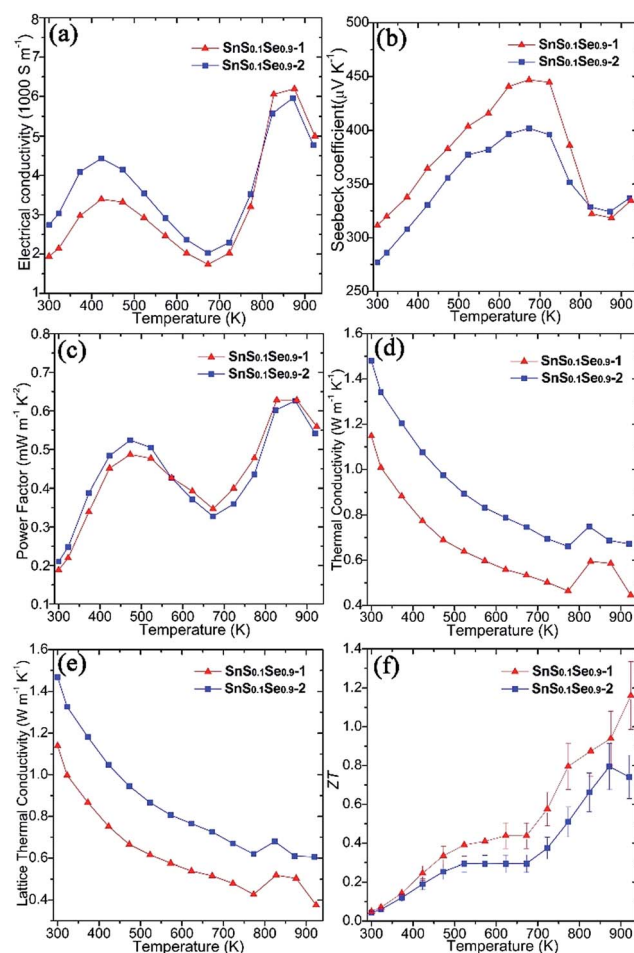 (a)
SnS0.1Se0.9-1
SnS0.1Se0.9-2
Electrical conductivity (1000 S m⁻¹)
8
7
6
5
4
3
2
1
300 400 500 600 700 800 900
Temperature (K)
(b)
SnS0.1Se0.9-1
SnS0.1Se0.9-2
Seebeck coefficient(μV K⁻¹)
450
400
350
300
250
300 400 500 600 700 800 900
Temperature (K)
(c)
SnS0.1Se0.9-1
SnS0.1Se0.9-2
Power Factor (mW m⁻¹ K⁻²)
0.8
0.7
0.6
0.5
0.4
0.3
0.2
0.1
300 400 500 600 700 800 900
Temperature (K)
(d)
SnS0.1Se0.9-1
SnS0.1Se0.9-2
Thermal Conductivity (W m⁻¹ K⁻¹)
1.6
1.4
1.2
1.0
0.8
0.6
0.4
300 400 500 600 700 800 900
Temperature (K)
(e)
SnS0.1Se0.9-1
SnS0.1Se0.9-2
Lattice Thermal Conductivity (W m⁻¹ K⁻¹)
1.6
1.4
1.2
1.0
0.8
0.6
0.4
300 400 500 600 700 800 900
Temperature (K)
(f)
SnS0.1Se0.9-1
SnS0.1Se0.9-2
ZT
1.4
1.2
1.0
0.8
0.6
0.4
0.2
0.0
300 400 500 600 700 800 900
Temperature (K)